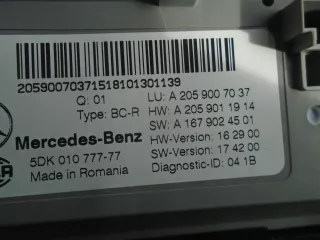 20590070371518101301139
Q: 01 LU: A 205 900 70 37
Type: BC-R HW: A 205 901 19 14
Mercedes-Benz SW: A 167 902 45 01
5DK 010 777-77 HW-Version: 16 29 00
Made in Romania SW-Version: 17 42 00
Diagnostic-ID: 04 1B